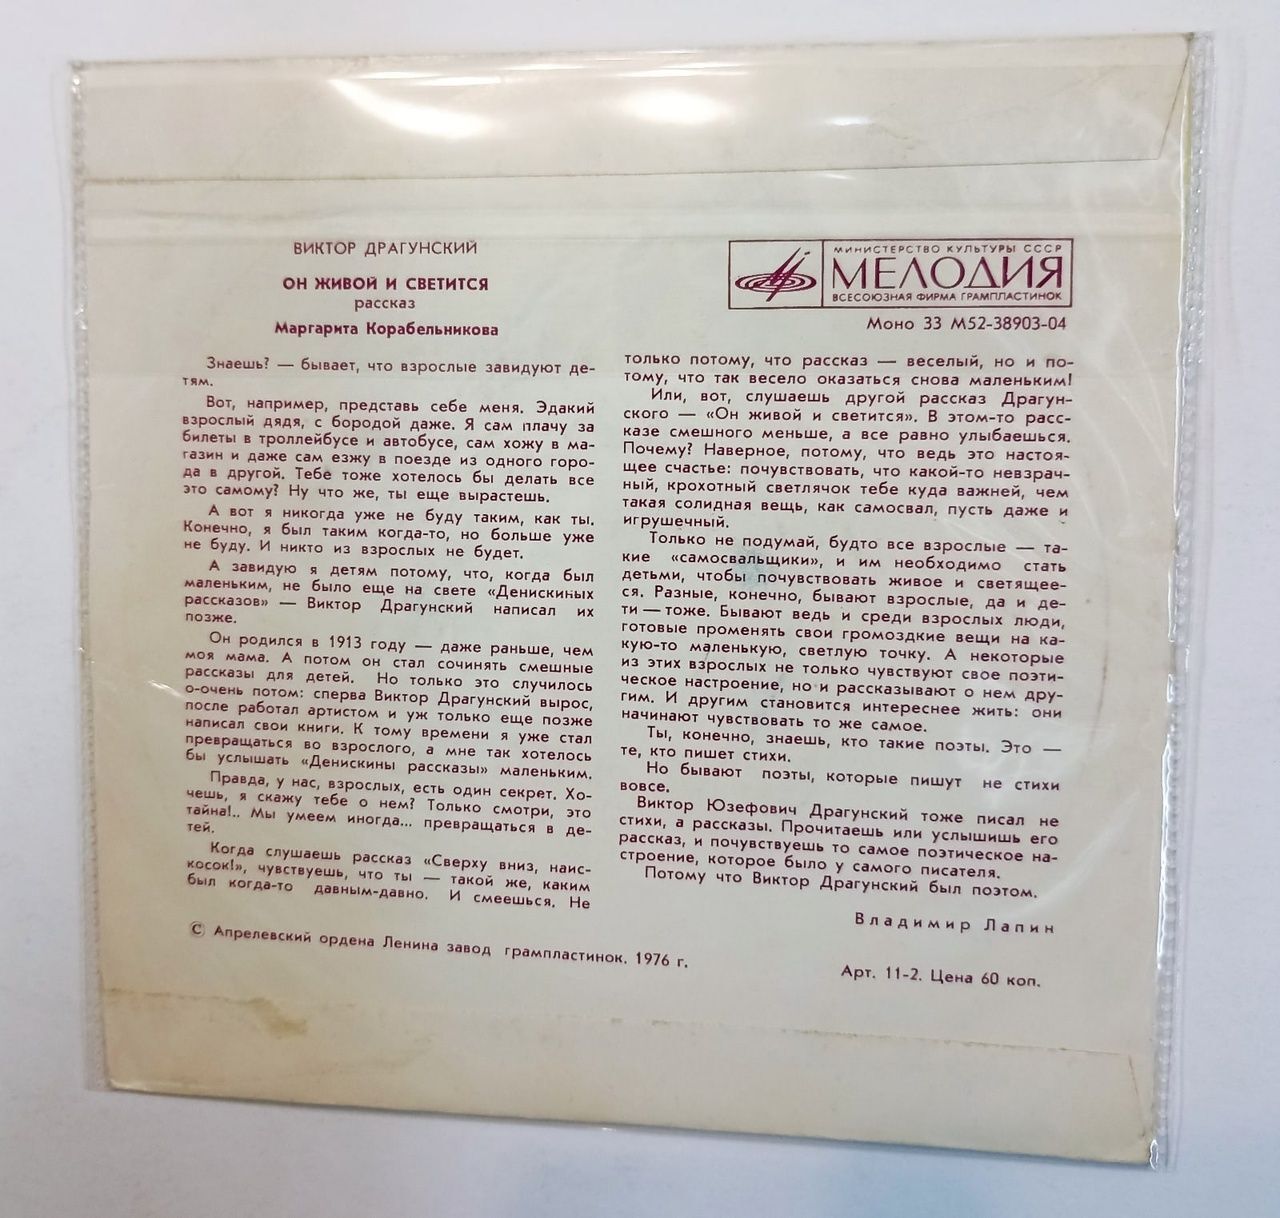 ВИКТОР ДРАГУНСКИЙ
ОН ЖИВОЙ И СВЕТИТСЯ
рассказ
Маргарита Корабельникова
МИНИСТЕРСТВО КУЛЬТУРЫ СССР
МЕЛОДИЯ
ВСЕСОЮЗНАЯ ФИРМА ГРАМПЛАСТИНОК
Моно 33 М52-38903-04
Знаешь? — бывает, что взрослые завидуют де-
тям.
Вот, например, представь себе меня. Эдакий
взрослый дядя, с бородой даже. Я сам плачу за
билеты в троллейбусе и автобусе, сам хожу в ма-
газин и даже сам езжу в поезде из одного горо-
да в другой. Тебе тоже хотелось бы делать все
это самому? Ну что же, ты еще вырастешь.
А вот я никогда уже не буду таким, как ты.
Конечно, я был таким когда-то, но больше уже
не буду. И никто из взрослых не будет.
А завидую я детям потому, что, когда был
маленьким, не было еще на свете «Денискиных
рассказов» — Виктор Драгунский написал их
позже.
Он родился в 1913 году — даже раньше, чем
моя мама. А потом он стал сочинять смешные
рассказы для детей. Но только это случилось
о-очень потом: сперва Виктор Драгунский вырос,
после работал артистом и уж только еще позже
написал свои книги. К тому времени я уже стал
превращаться во взрослого, а мне так хотелось
бы услышать «Денискины рассказы» маленьким.
Правда, у нас, взрослых, есть один секрет. Хо-
чешь, я скажу тебе о нем? Только смотри, это
тайна!.. Мы умеем иногда... превращаться в де-
тей.
Когда слушаешь рассказ «Сверху вниз, наис-
косок!», чувствуешь, что ты — такой же, каким
был когда-то давным-давно. И смеешься. Не
только потому, что рассказ — веселый, но и по-
тому, что так весело оказаться снова маленьким!
Или, вот, слушаешь другой рассказ Драгун-
ского — «Он живой и светится». В этом-то расс-
казе смешного меньше, а все равно улыбаешься.
Почему? Наверное, потому, что ведь это настоя-
щее счастье: почувствовать, что какой-то невзрач-
ный, крохотный светлячок тебе куда важней, чем
такая солидная вещь, как самосвал, пусть даже и
игрушечный.
Только не подумай, будто все взрослые — та-
кие «самосвальщики», и им необходимо стать
детьми, чтобы почувствовать живое и светящее-
ся. Разные, конечно, бывают взрослые, да и де-
ти — тоже. Бывают ведь и среди взрослых люди,
готовые променять свои громоздкие вещи на ка-
кую-то маленькую, светлую точку. А некоторые
из этих взрослых не только чувствуют свое поэти-
ческое настроение, но и рассказывают о нем дру-
гим. И другим становится интереснее жить: они
начинают чувствовать то же самое.
Ты, конечно, знаешь, кто такие поэты. Это —
те, кто пишет стихи.
Но бывают поэты, которые пишут не стихи
вовсе.
Виктор Юзефович Драгунский тоже писал не
стихи, а рассказы. Прочитаешь или услышишь его
рассказ, и почувствуешь то самое поэтическое на-
строение, которое было у самого писателя.
Потому что Виктор Драгунский был поэтом.
Владимир Лапин
© Апрелевский ордена Ленина завод грампластинок. 1976 г.
Арт. 11-2. Цена 60 коп.